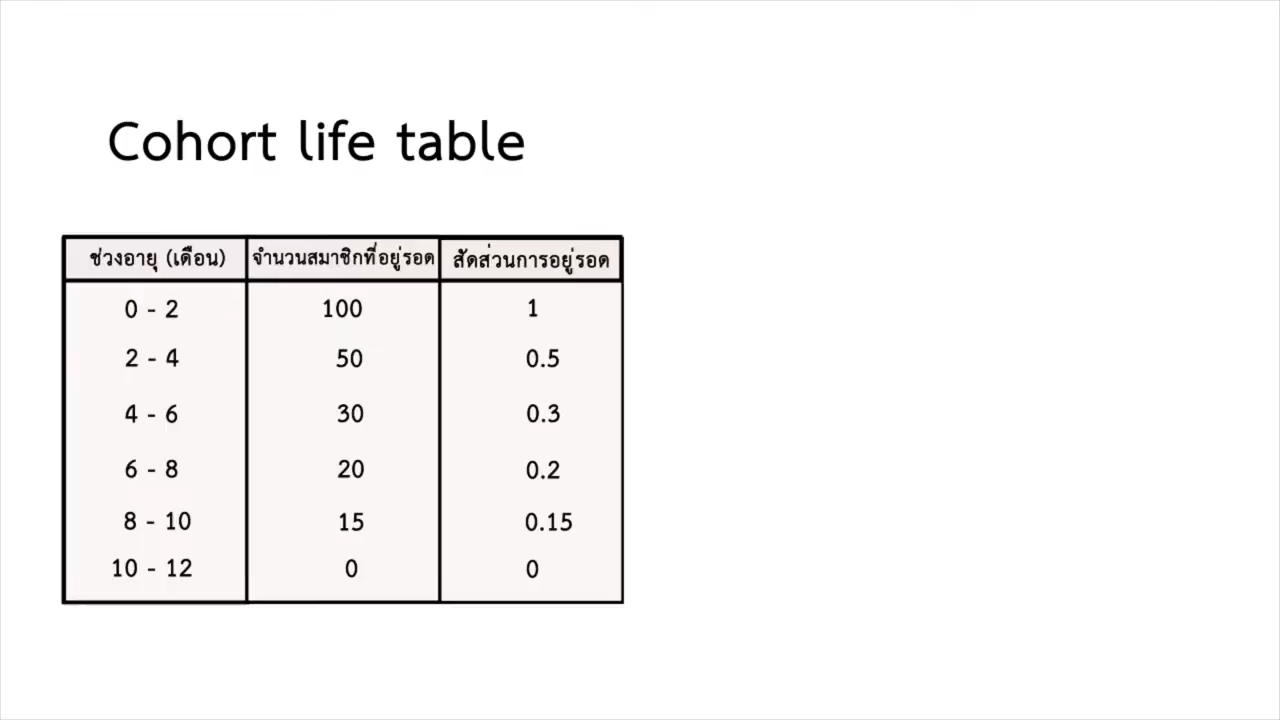 Cohort life table
ช่วงอายุ (เดือน) จำนวนสมาชิกที่อยู่รอด สัดส่วนการอยู่รอด
0 - 2 100 1
2 - 4 50 0.5
4 - 6 30 0.3
6 - 8 20 0.2
8 - 10 15 0.15
10 - 12 0 0